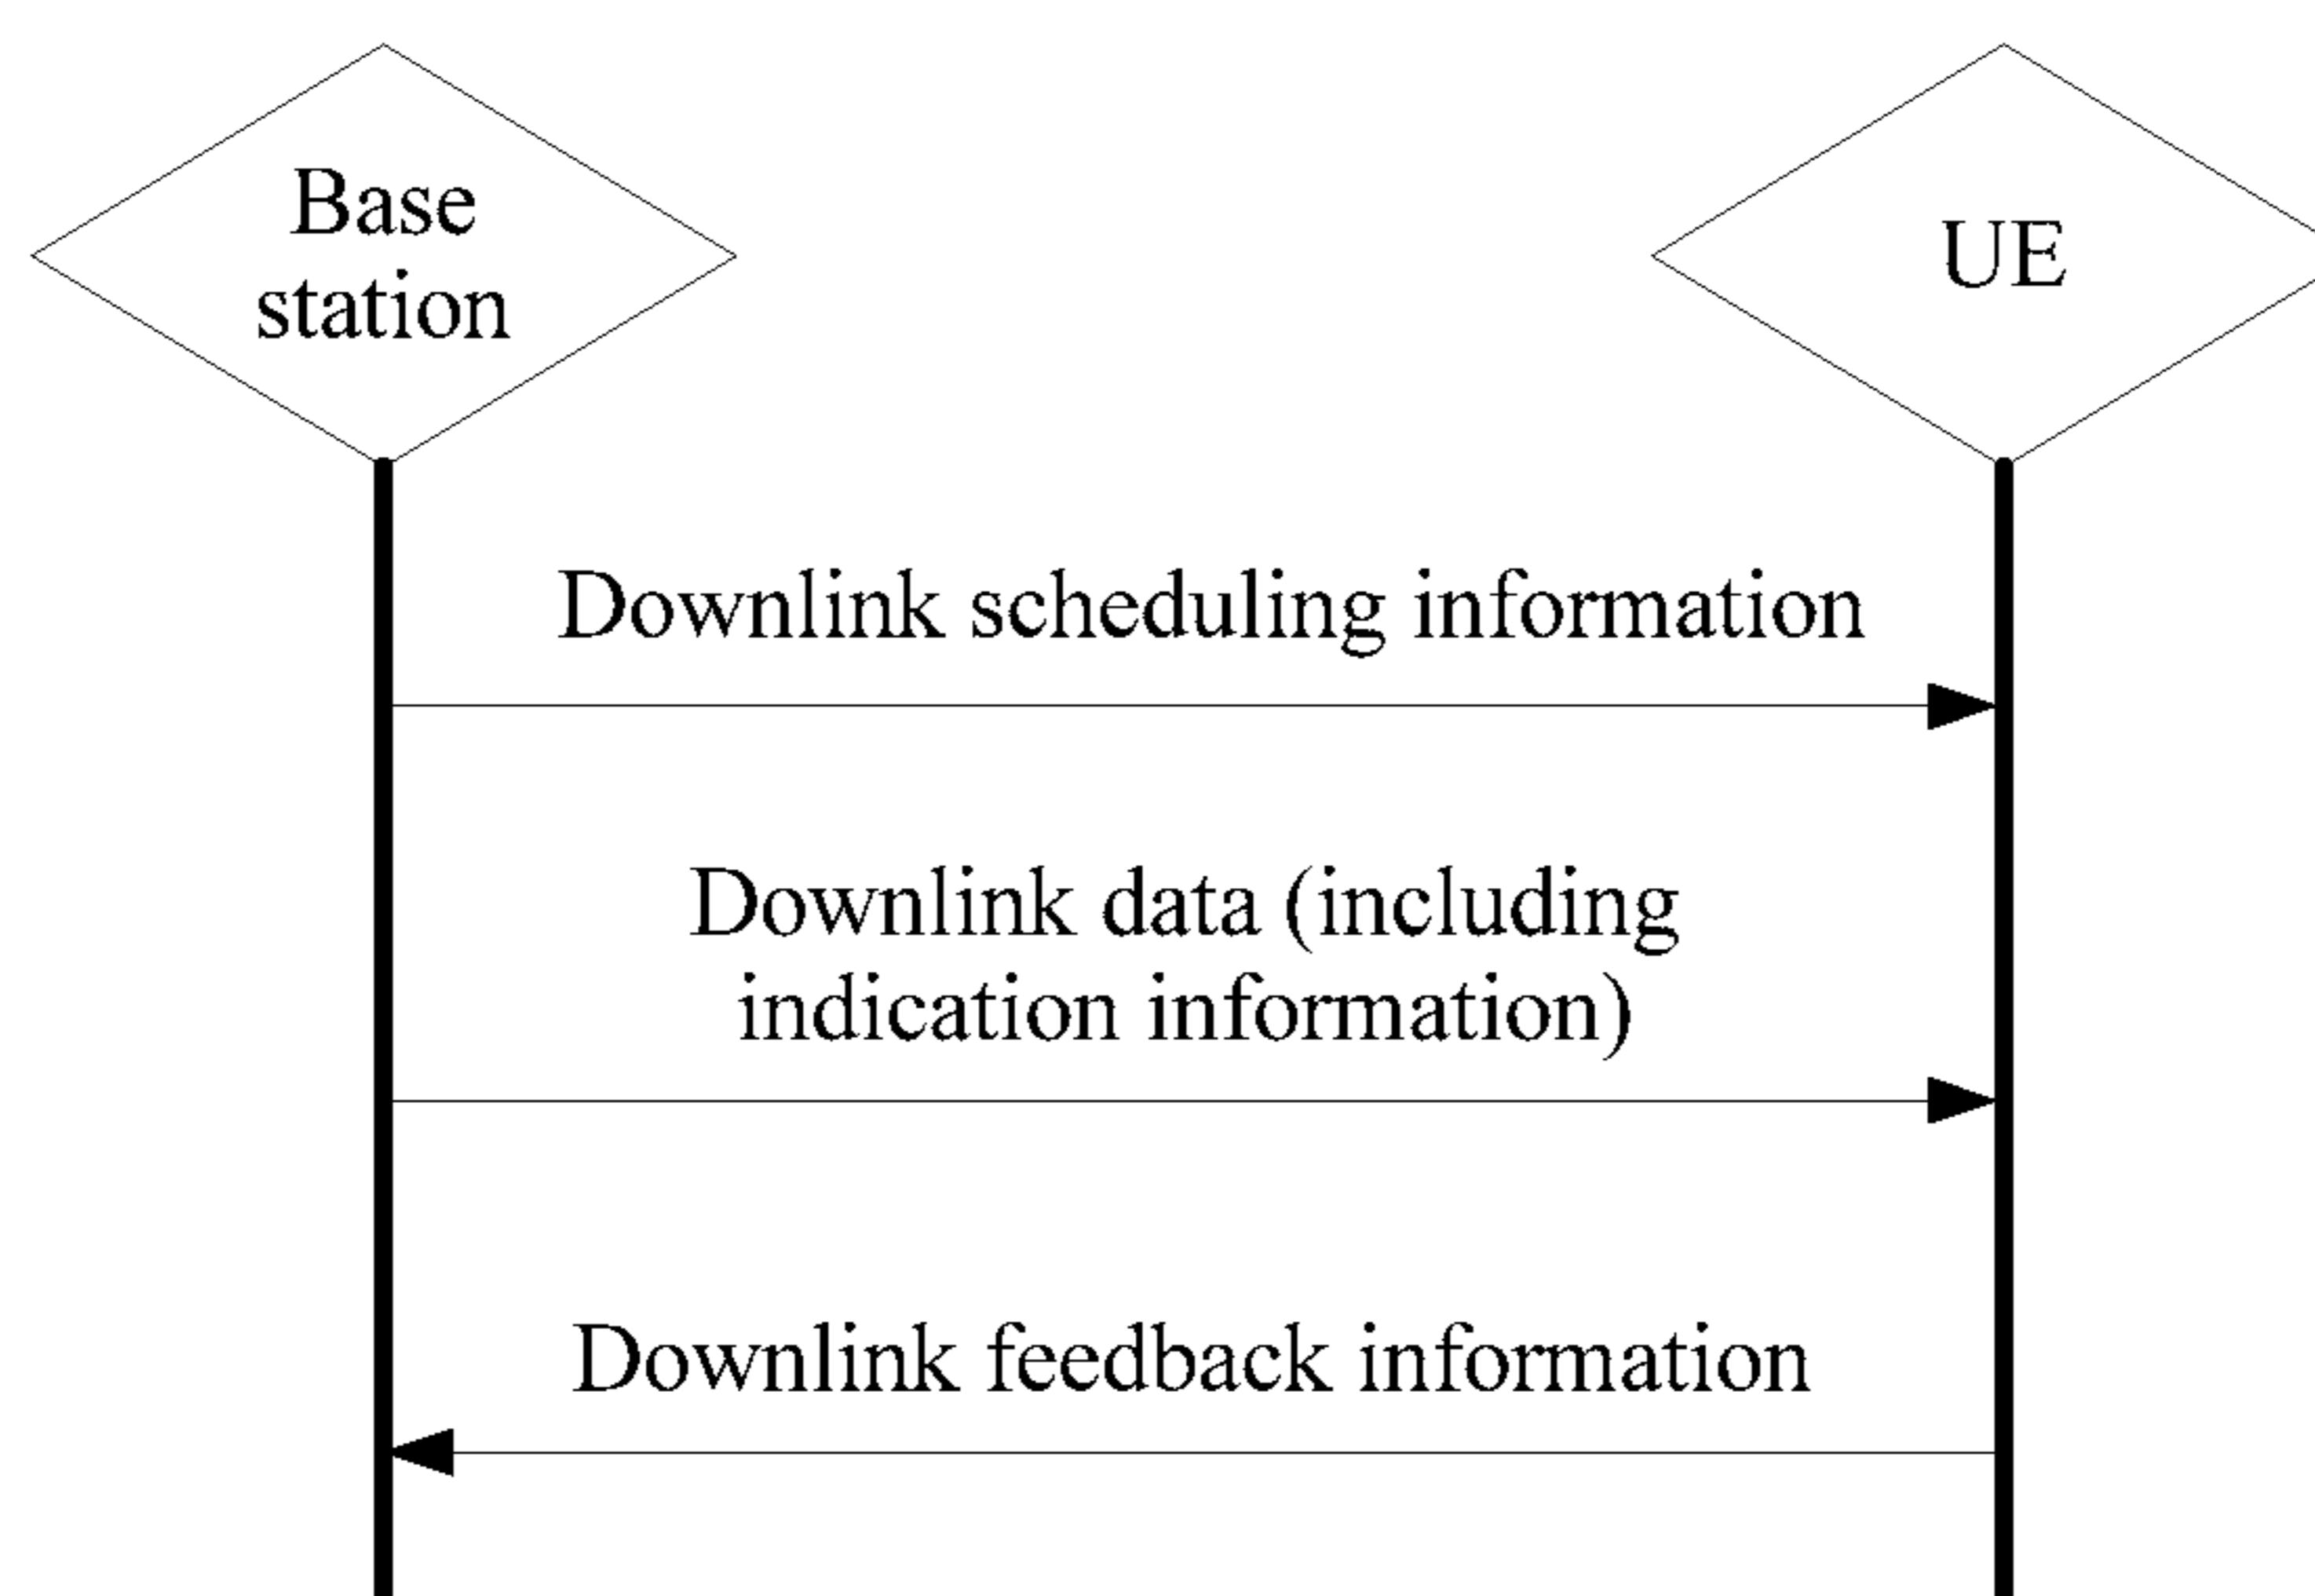 Base
station
UE
Downlink scheduling information
Downlink data (including
indication information)
Downlink feedback information